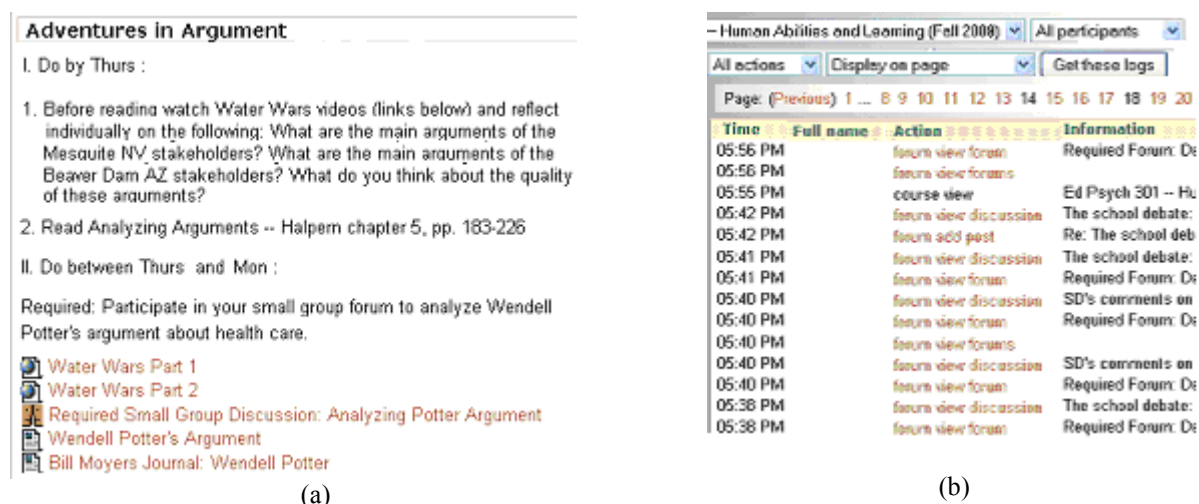 Adventures in Argument
I. Do by Thurs :
1. Before reading watch Water Wars videos (links below) and reflect
individually on the following: What are the main arguments of the
Mesquite NV stakeholders? What are the main arguments of the
Beaver Dam AZ stakeholders? What do you think about the quality
of these arguments?
2. Read Analyzing Arguments -- Halpern chapter 5, pp. 183-226
II. Do between Thurs and Mon :
Required: Participate in your small group forum to analyze Wendell
Potter's argument about health care.
Water Wars Part 1
Water Wars Part 2
Required Small Group Discussion: Analyzing Potter Argument
Wendell Potter's Argument
Bill Moyers Journal: Wendell Potter
(a)
– Human Abilities and Learning (Fall 2009) All participants
All actions Display on page Get these logs
Page: (Previous) 1 ... 8 9 10 11 12 13 14 15 16 17 18 19 20
Time Full name Action Information
05:56 PM forum view forum Required Forum: De
05:56 PM forum view forums
05:55 PM course view Ed Psych 301 -- Hu
05:42 PM forum view discussion The school debate:
05:42 PM forum add post Re: The school deb
05:41 PM forum view discussion The school debate:
05:41 PM forum view forum Required Forum: De
05:40 PM forum view discussion SD's comments on
05:40 PM forum view forum Required Forum: De
05:40 PM forum view forums
05:40 PM forum view discussion SD's comments on
05:40 PM forum view forum Required Forum: De
05:38 PM forum view discussion The school debate:
05:38 PM forum view forum Required Forum: De
(b)